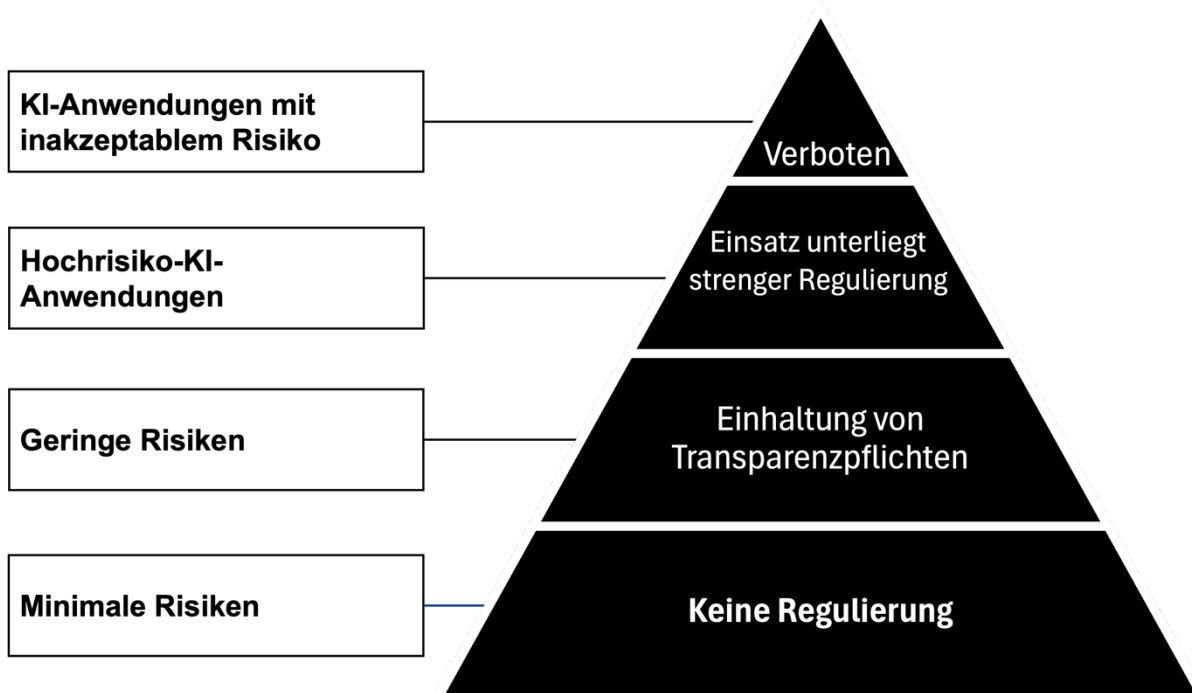 KI-Anwendungen mit
inakzeptablem Risiko
Verboten
Hochrisiko-KI-
Anwendungen
Einsatz unterliegt
strenger Regulierung
Geringe Risiken
Einhaltung von
Transparenzpflichten
Minimale Risiken
Keine Regulierung